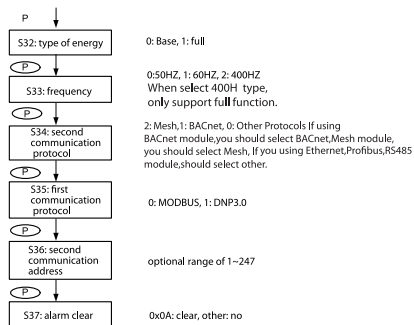 P
S32: type of energy
0: Base, 1: full
P
S33: frequency
0:50HZ, 1: 60HZ, 2: 400HZ
When select 400H type,
only support full function.
P
S34: second
communication
protocol
2: Mesh,1: BACnet, 0: Other Protocols If using
BACnet module,you should select BACnet,Mesh module,
you should select Mesh, If you using Ethernet,Profibus,RS485
module,should select other.
P
S35: first
communication
protocol
0: MODBUS, 1: DNP3.0
P
S36: second
communication
address
optional range of 1~247
P
S37: alarm clear
0x0A: clear, other: no